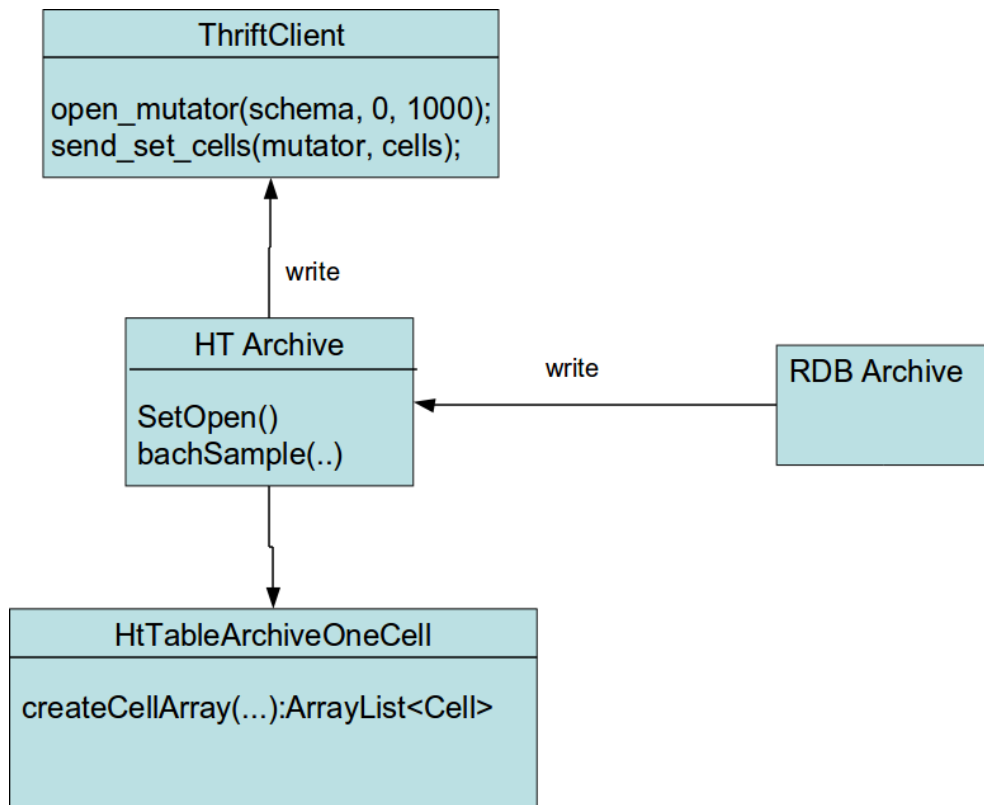 ThriftClient
open_mutator(schema, 0, 1000);
send_set_cells(mutator, cells);
write
HT Archive
SetOpen()
bachSample(..)
write
RDB Archive
HtTableArchiveOneCell
createCellArray(...):ArrayList<Cell>